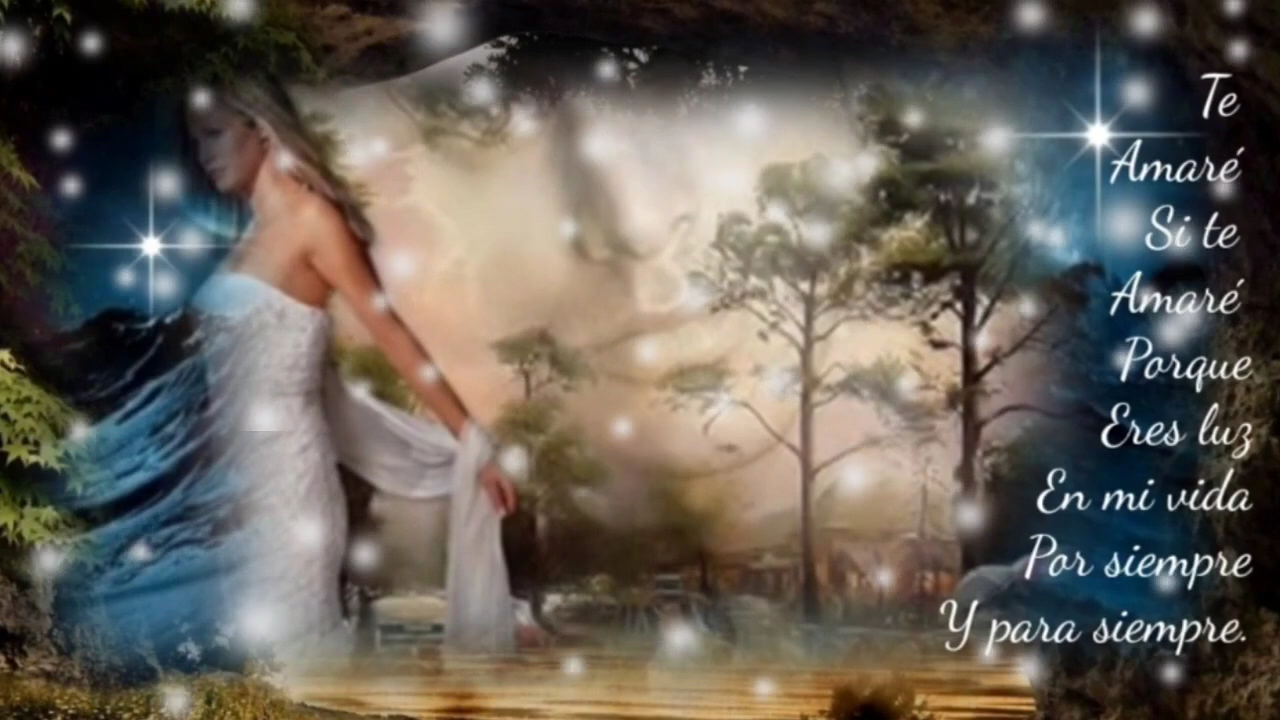 Te
Amaré
Si te
Amaré
Porque
Eres luz
En mi vida
Por siempre
Y para siempre.